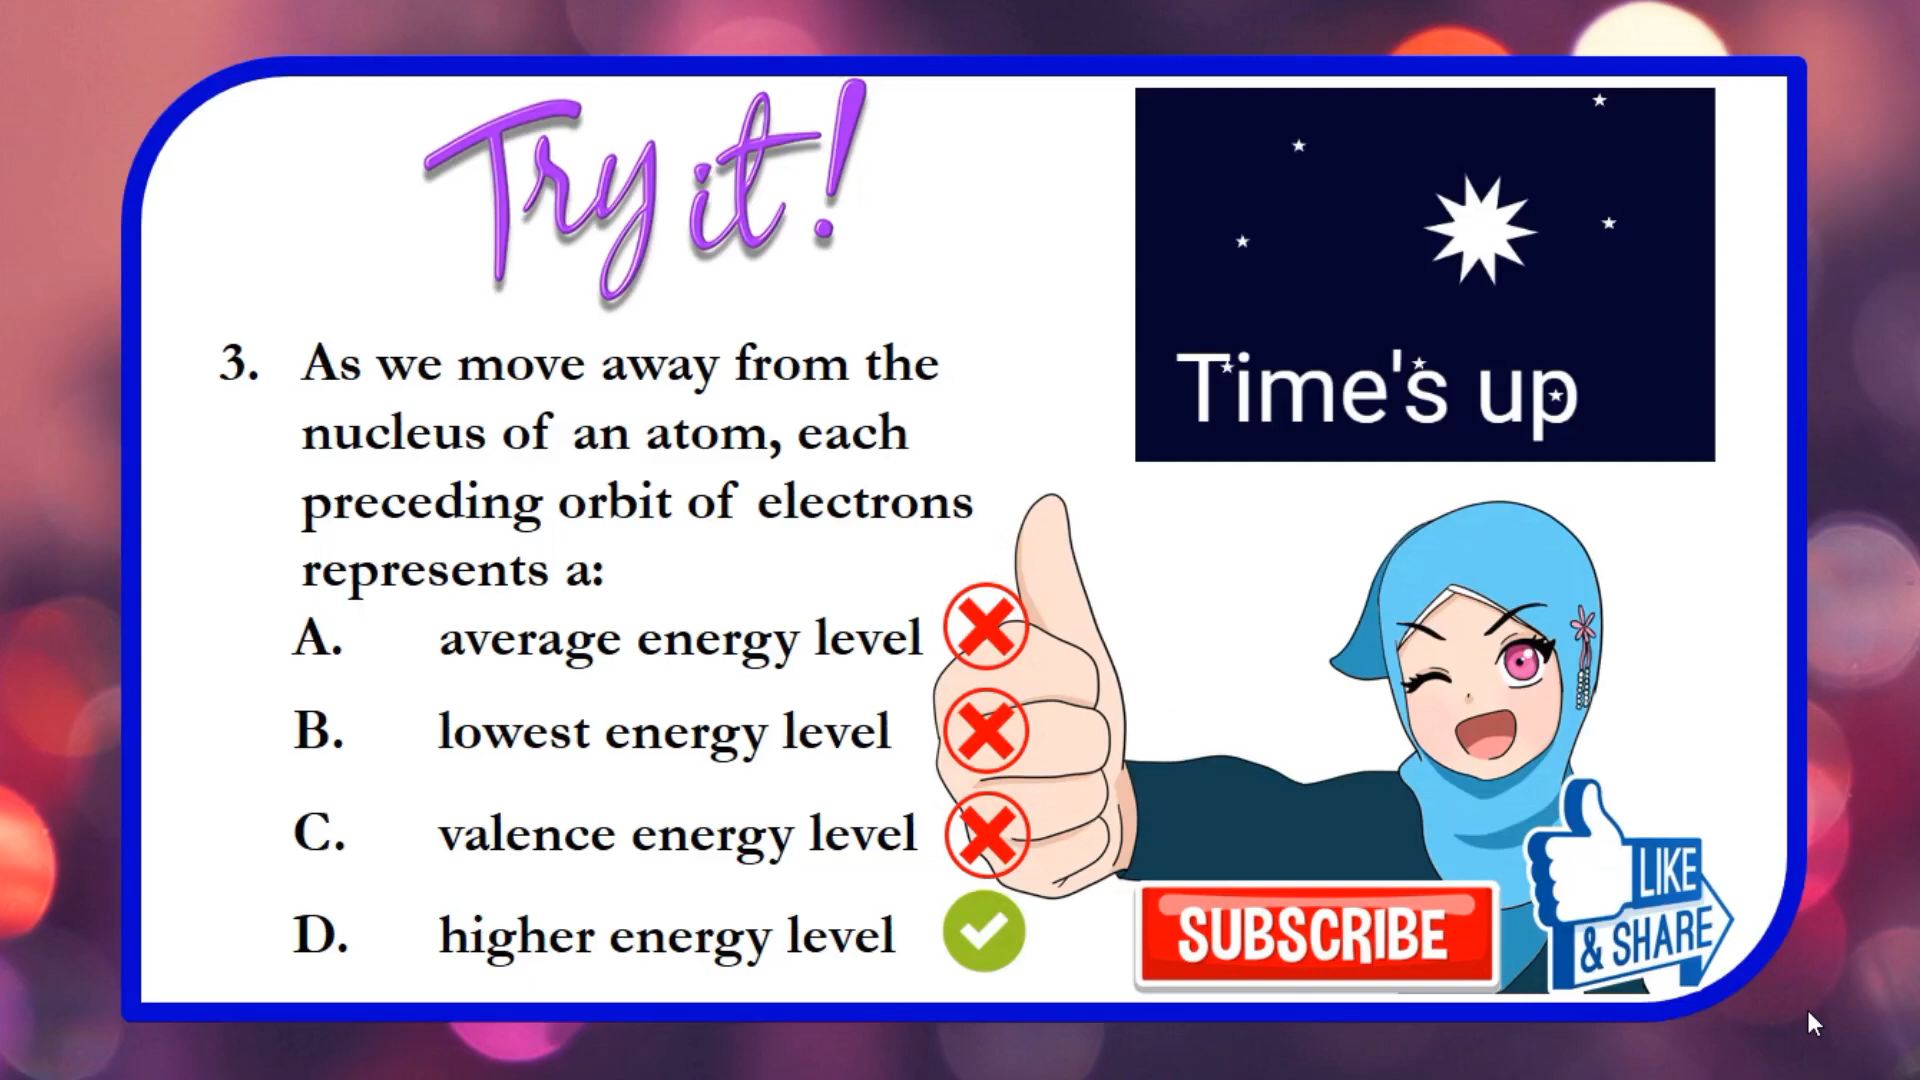 Try it!
Time's up
3. As we move away from the
nucleus of an atom, each
preceding orbit of electrons
represents a:
A. average energy level
B. lowest energy level
C. valence energy level
D. higher energy level
SUBSCRIBE
LIKE
& SHARE